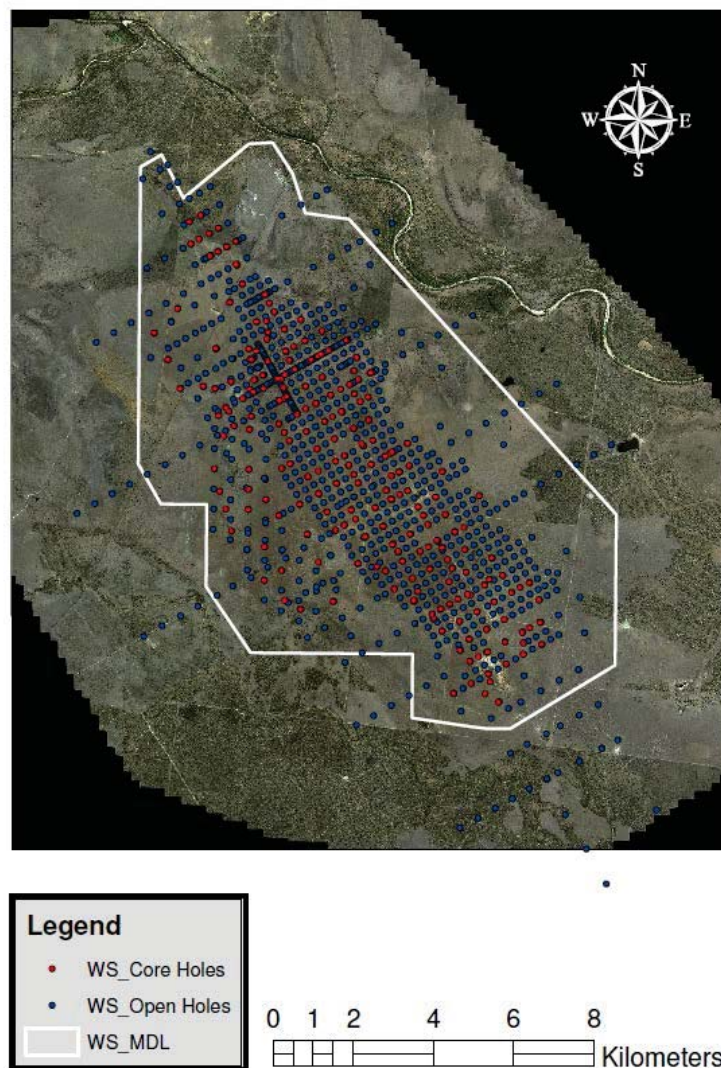 N
W E
S
Legend
WS_Core Holes
WS_Open Holes
WS_MDL
0 1 2 4 6 8
Kilometers